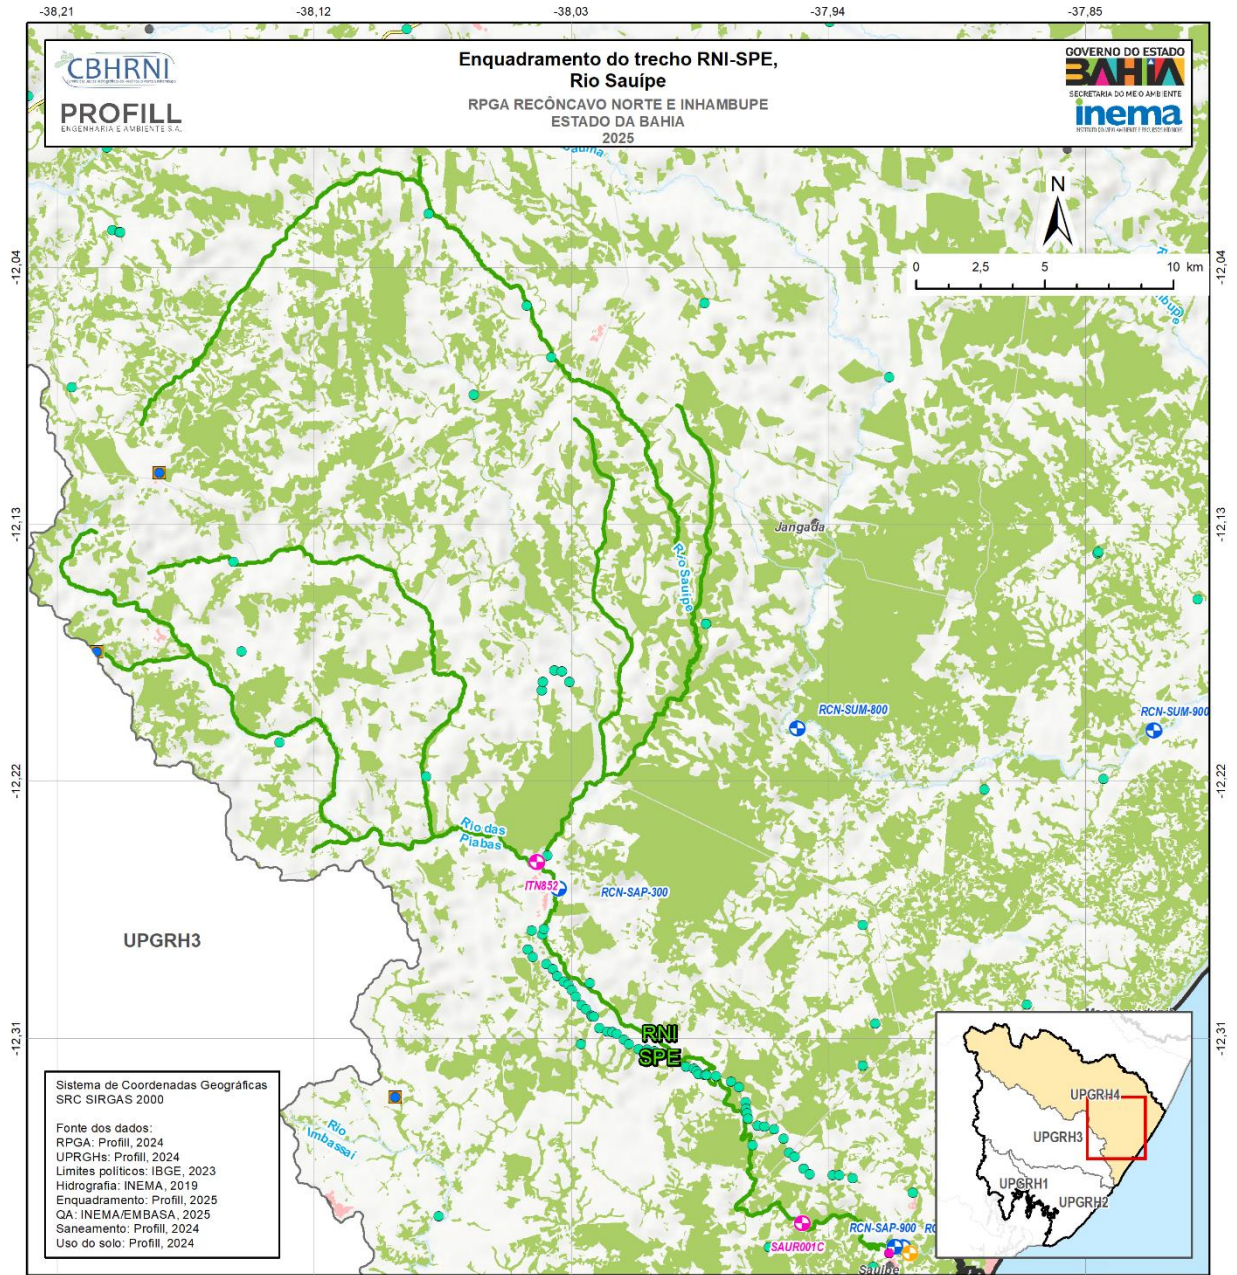 -38,21
-38,12
-38,03
-37,94
-37,85
CBHRNI
PROFILL
ENGENHARIA E AMBIENTE S.A.
Enquadramento do trecho RNI-SPE,
Rio Sauípe
RPGA RECÔNCAVO NORTE E INHAMBUPE
ESTADO DA BAHIA
2025
GOVERNO DO ESTADO
BAHIA
SECRETARIA DO MEIO AMBIENTE
inema
INSTITUTO DO MEIO AMBIENTE E RECURSOS HÍDRICOS
N
0 2,5 5 10 km
-12,04
-12,04
-12,13
-12,13
Jangada
Rio Sauípe
RCN-SUM-800
RCN-SUM-900
-12,22
-12,22
Rio das
Piabas
ITN852
RCN-SAP-300
UPGRH3
-12,31
-12,31
RNI
SPE
Sistema de Coordenadas Geográficas
SRC SIRGAS 2000
Fonte dos dados:
RPGA: Profill, 2024
UPRGHs: Profill, 2024
Limites políticos: IBGE, 2023
Hidrografia: INEMA, 2019
Enquadramento: Profill, 2025
QA: INEMA/EMBASA, 2025
Saneamento: Profill, 2024
Uso do solo: Profill, 2024
Rio
Imbassaí
SAUR001C
RCN-SAP-900
Sauípe
UPGRH4
UPGRH3
UPGRH1
UPGRH2